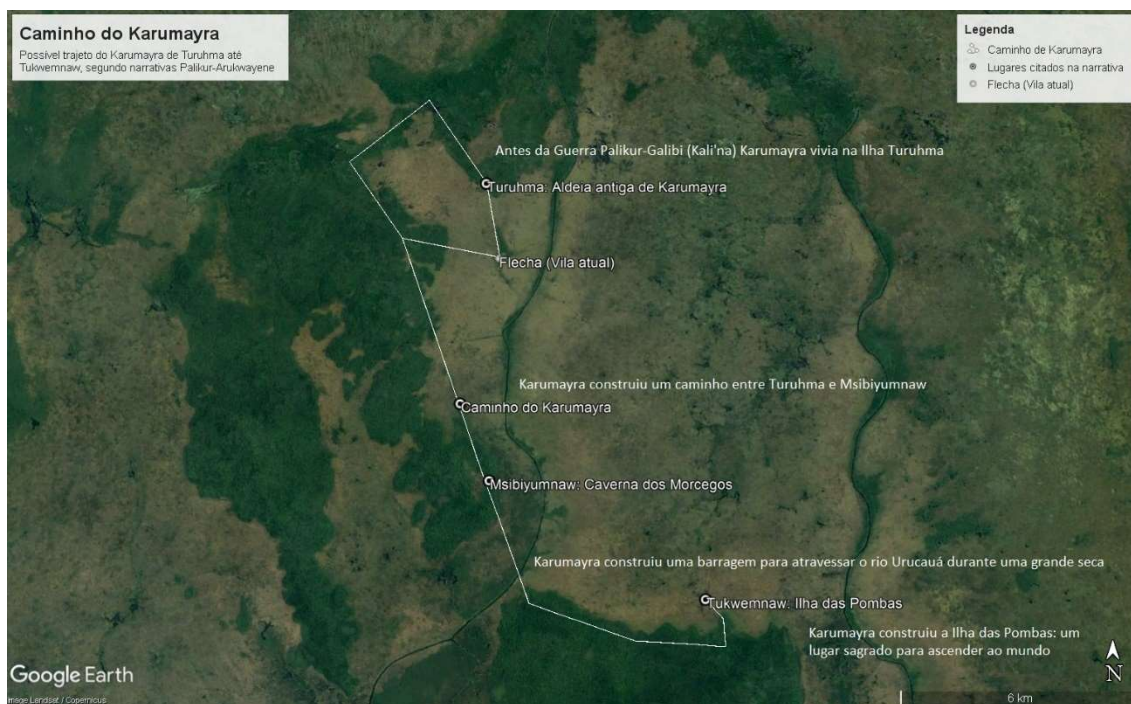 Caminho do Karumayra
Possível trajeto do Karumayra de Turuhma até
Tukwemnaw, segundo narrativas Palikur-Arukwayene
Legenda
Caminho de Karumayra
Lugares citados na narrativa
Flecha (Vila atual)
Antes da Guerra Palikur-Galibi (Kali'na) Karumayra vivia na Ilha Turuhma
Turuhma: Aldeia antiga de Karumayra
Flecha (Vila atual)
Karumayra construiu um caminho entre Turuhma e Msibiyumnaw
Caminho do Karumayra
Msibiyumnaw: Caverna dos Morcegos
Karumayra construiu uma barragem para atravessar o rio Urucauá durante uma grande seca
Tukwemnaw: Ilha das Pombas
Karumayra construiu a Ilha das Pombas: um
lugar sagrado para ascender ao mundo
Google Earth
Image Landsat / Copernicus
N
6 km